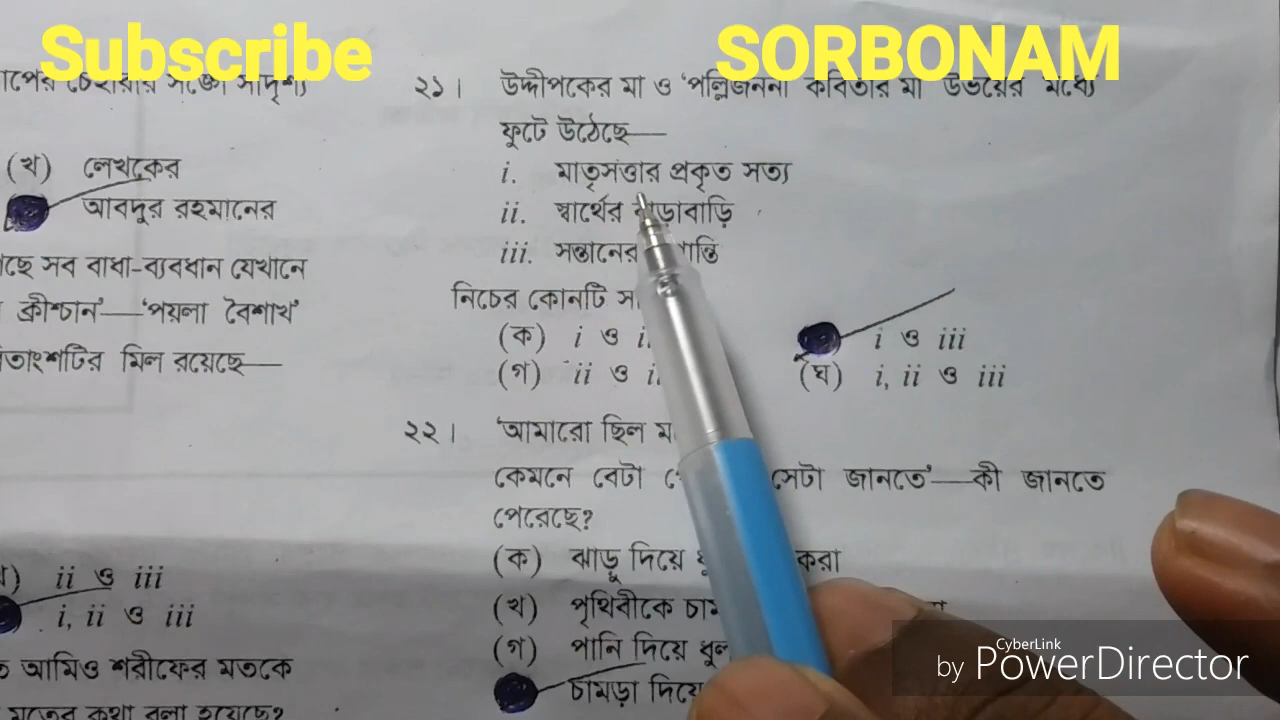 Subscribe
SORBONAM
সাদৃশ্য
(খ) লেখকের
আবদুর রহমানের
সব বাধা-ব্যবধান যেখানে
ক্রীশ্চান’—‘পয়লা বৈশাখ’
মিল রয়েছে—
ii ও iii
i, ii ও iii
আমিও শরীফের মতকে
২১। উদ্দীপকের মা ও ‘পল্লিজননী’ কবিতার মা উভয়ের মধ্যে
ফুটে উঠেছে—
i. মাতৃসত্তার প্রকৃত সত্য
ii. স্বার্থের
iii. সন্তানের
নিচের কোনটি
(ক) i ও
i ও iii
(গ) ii ও
(ঘ) i, ii ও iii
২২। ‘আমারো ছিল
কেমনে বেটা সেটা জানতে’—কী জানতে
পেরেছে?
(ক) ঝাড়ু দিয়ে করা
(খ) পৃথিবীকে
(গ) পানি দিয়ে
চামড়া দিয়ে
CyberLink
by PowerDirector